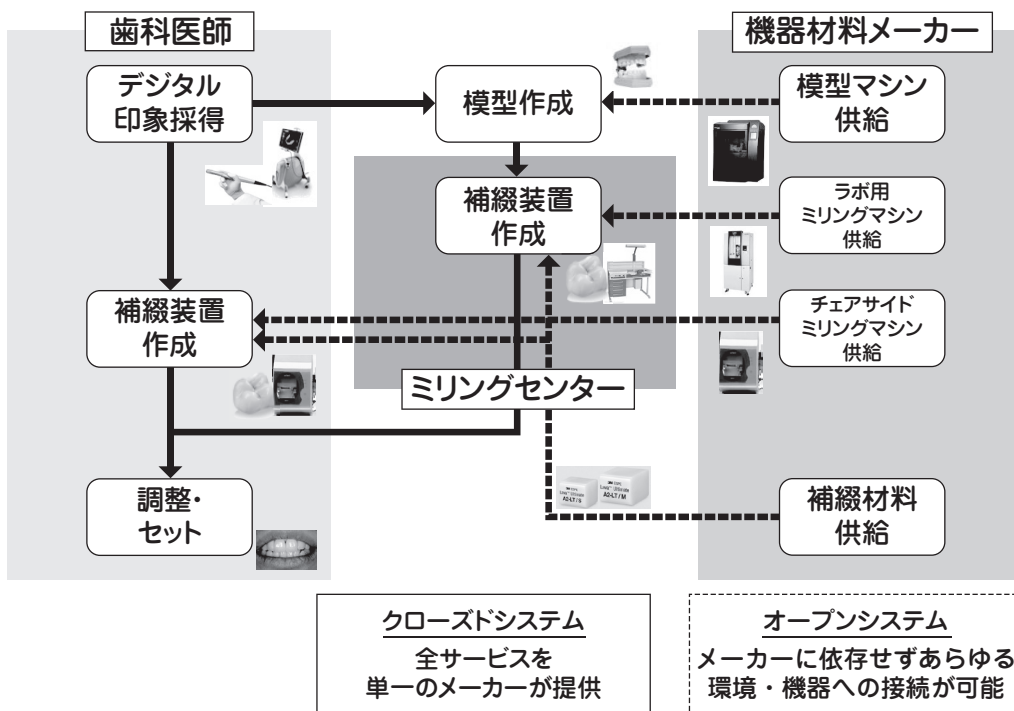 歯科医師
機器材料メーカー
デジタル
印象採得
模型作成
模型マシン
供給
補綴装置
作成
ラボ用
ミリングマシン
供給
補綴装置
作成
チェアサイド
ミリングマシン
供給
ミリングセンター
調整・
セット
A2-LT / S
A2-LT / M
補綴材料
供給
クローズドシステム
全サービスを
単一のメーカーが提供
オープンシステム
メーカーに依存せずあらゆる
環境・機器への接続が可能